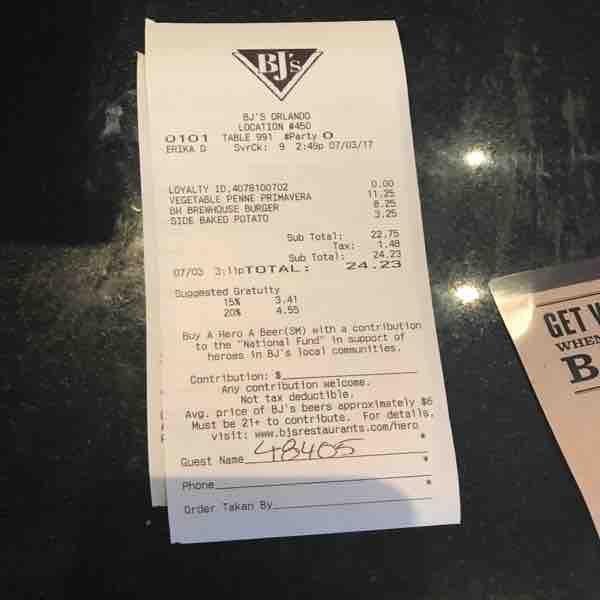 BJ's
BJ'S ORLANDO
LOCATION #450
0101 TABLE 991 #Party 0
ERIKA D SvrCk: 9 2:49p 07/03/17
LOYALTY ID,4078100702 0.00
VEGETABLE PENNE PRIMAVERA 11.25
BH BREWHOUSE BURGER 8.25
SIDE BAKED POTATO 3.25
Sub Total: 22.75
Tax: 1.48
Sub Total: 24.23
07/03 3:11p TOTAL: 24.23
Suggested Gratuity
15% 3.41
20% 4.55
Buy A Hero A Beer(SM) with a contribution
to the "National Fund" in support of
heroes in BJ's local communities.
Contribution: $
Any contribution welcome.
Not tax deductible.
Avg. price of BJ's beers approximately $6
Must be 21+ to contribute. For details,
visit: www.bjsrestaurants.com/hero
Guest Name 48405
Phone
Order Taken By
GET
WHEN
B